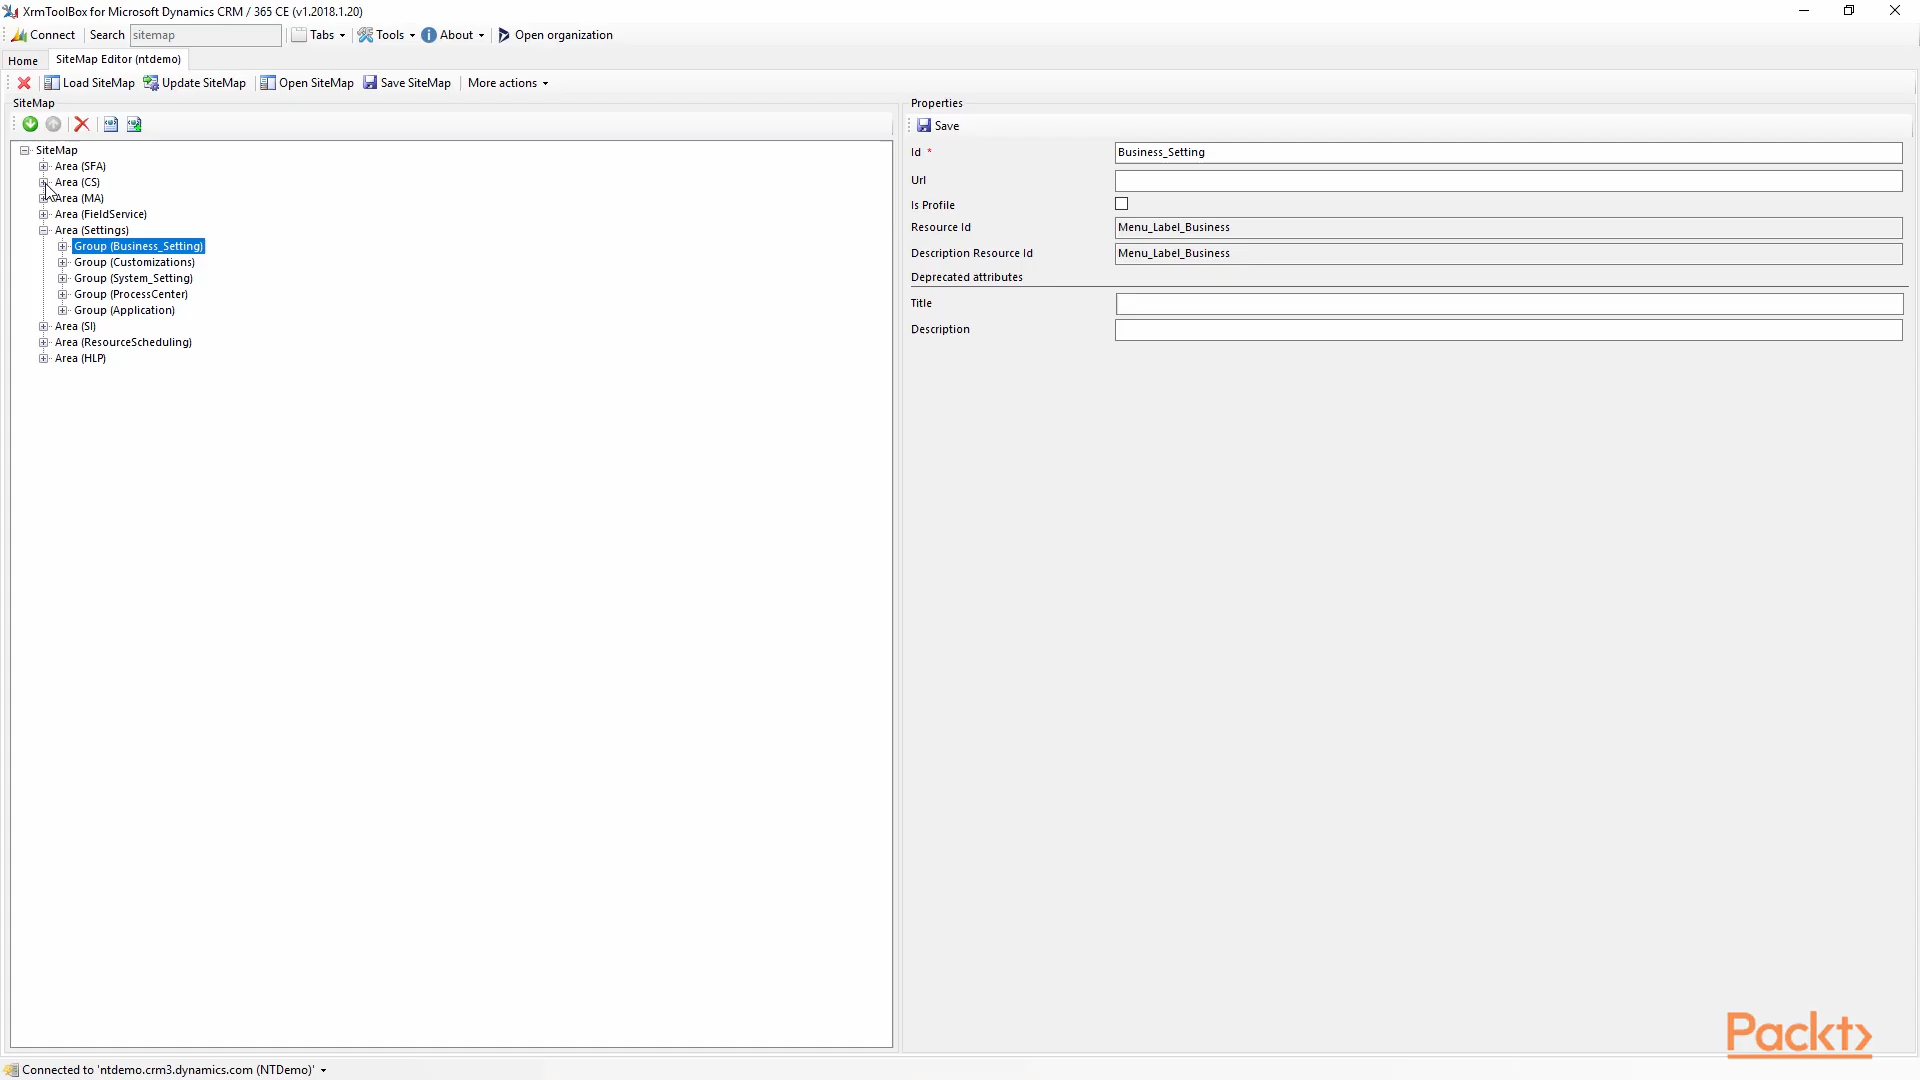 XrmToolBox for Microsoft Dynamics CRM / 365 CE (v1.2018.1.20)
Connect Search sitemap Tabs Tools About Open organization
Home SiteMap Editor (ntdemo)
Load SiteMap Update SiteMap Open SiteMap Save SiteMap More actions
SiteMap
SiteMap
Area (SFA)
Area (CS)
Area (MA)
Area (FieldService)
Area (Settings)
Group (Business_Setting)
Group (Customizations)
Group (System_Setting)
Group (ProcessCenter)
Group (Application)
Area (SI)
Area (ResourceScheduling)
Area (HLP)
Properties
Save
Id * Business_Setting
Url
Is Profile
Resource Id Menu_Label_Business
Description Resource Id Menu_Label_Business
Deprecated attributes
Title
Description
Packt>
Connected to 'ntdemo.crm3.dynamics.com (NTDemo)'